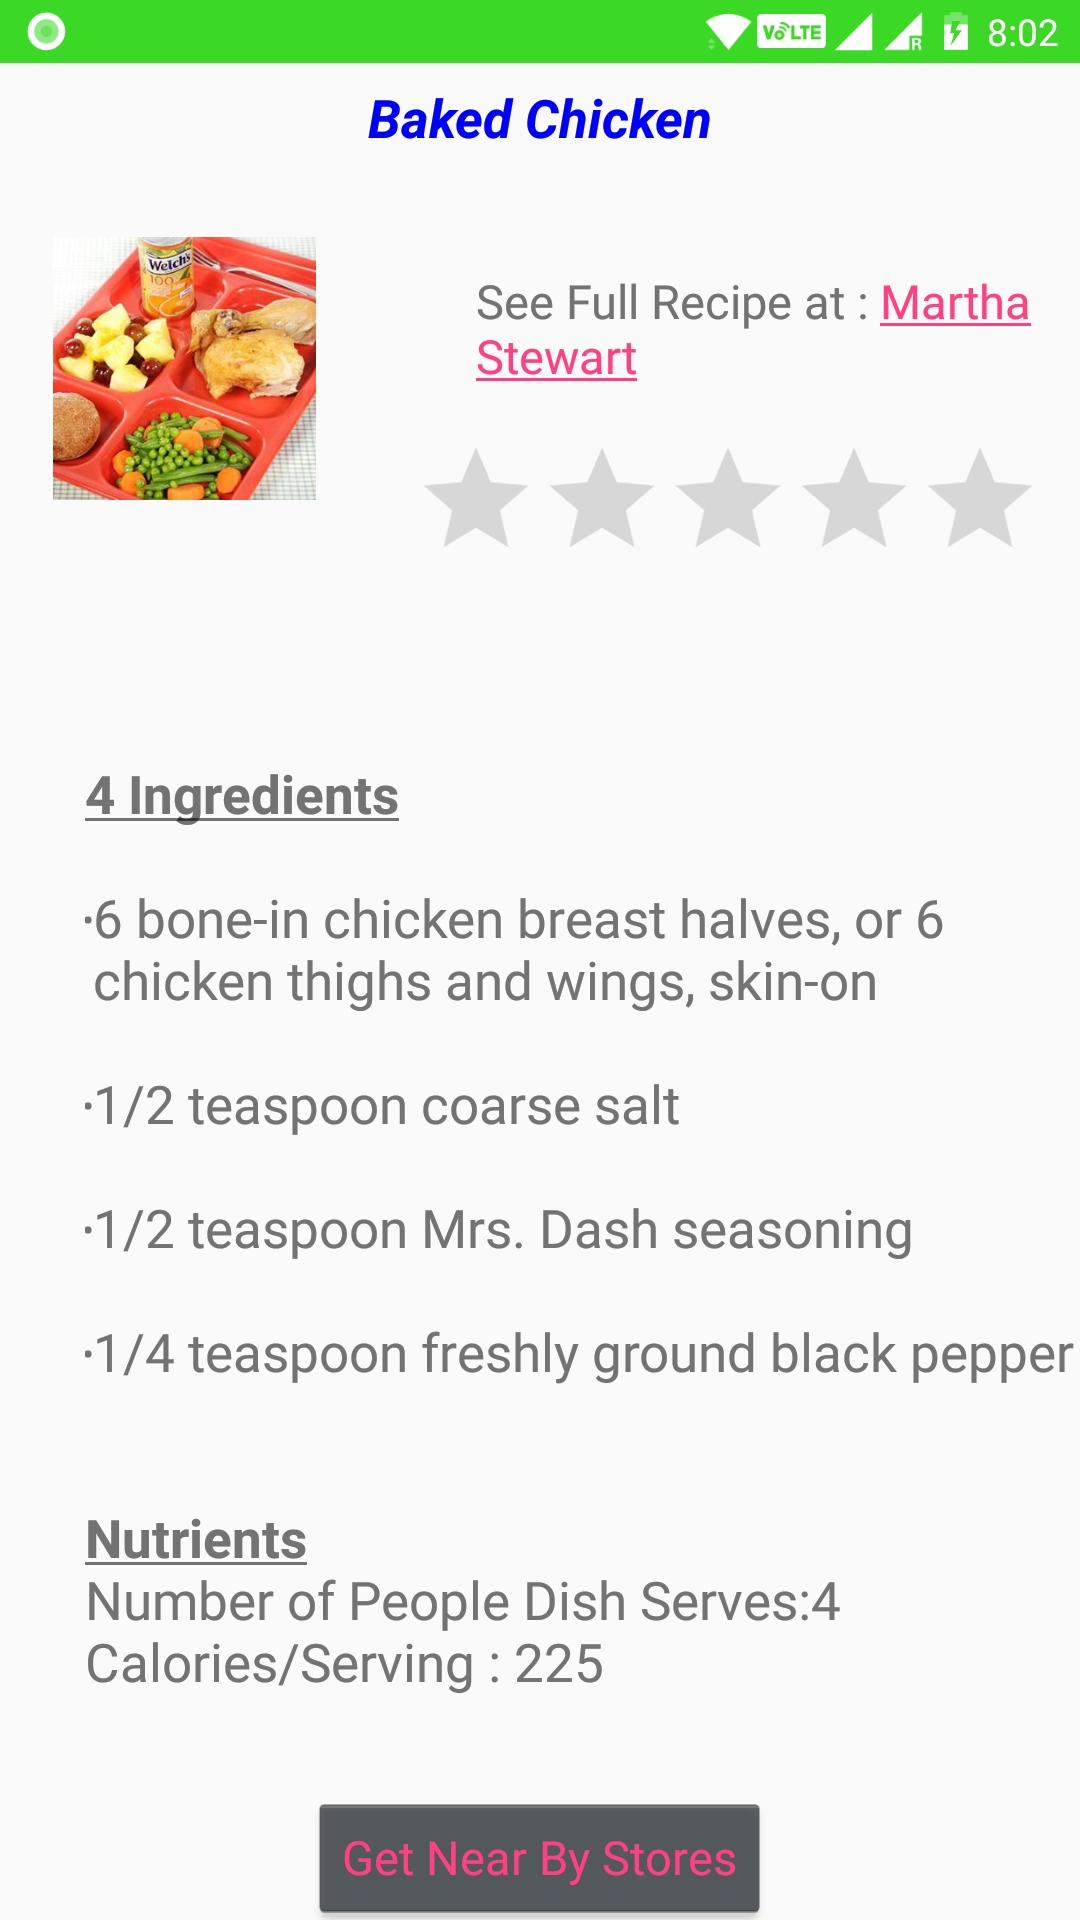 VoLTE R 8:02
Baked Chicken
Welch's
100
See Full Recipe at : Martha
Stewart
4 Ingredients
·6 bone-in chicken breast halves, or 6
chicken thighs and wings, skin-on
·1/2 teaspoon coarse salt
·1/2 teaspoon Mrs. Dash seasoning
·1/4 teaspoon freshly ground black pepper
Nutrients
Number of People Dish Serves:4
Calories/Serving : 225
Get Near By Stores